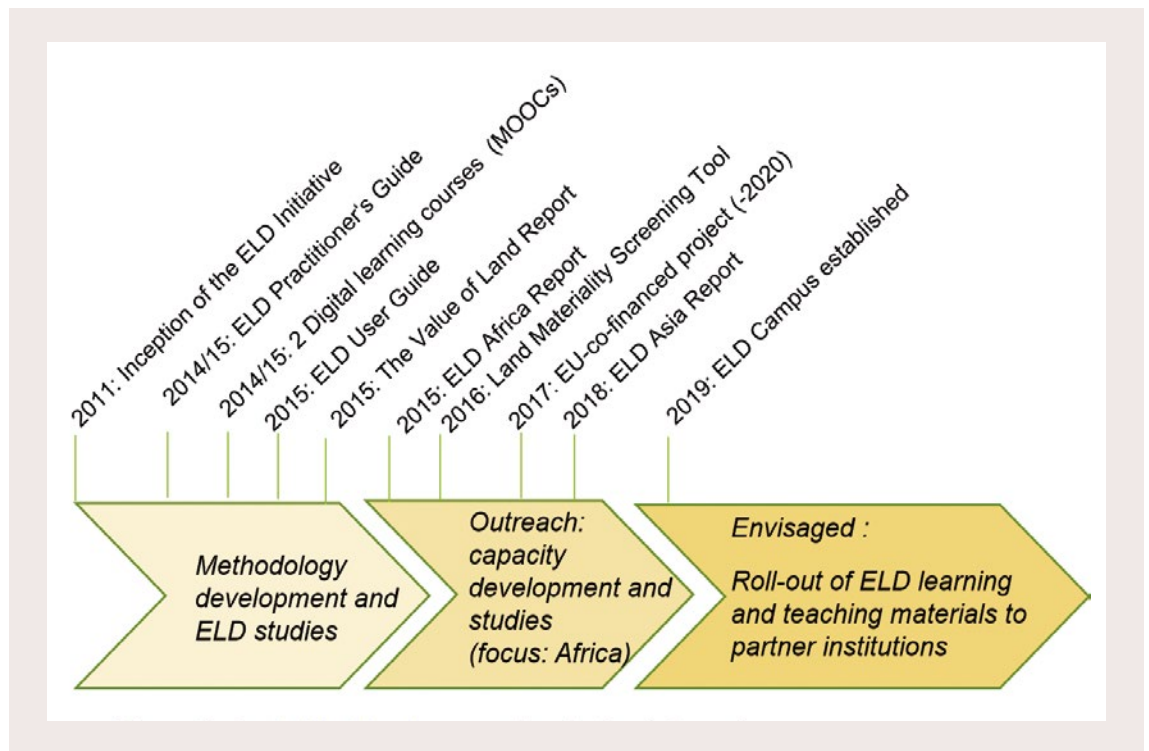 2011: Inception of the ELD Initiative
2014/15: ELD Practitioner's Guide
2014/15: 2 Digital learning courses (MOOCs)
2015: ELD User Guide
2015: The Value of Land Report
2015: ELD Africa Report
2016: Land Materiality Screening Tool
2017: EU-co-financed project (-2020)
2018: ELD Asia Report
2019: ELD Campus established
Methodology
development and
ELD studies
Outreach:
capacity
development and
studies
(focus: Africa)
Envisaged :
Roll-out of ELD learning
and teaching materials to
partner institutions